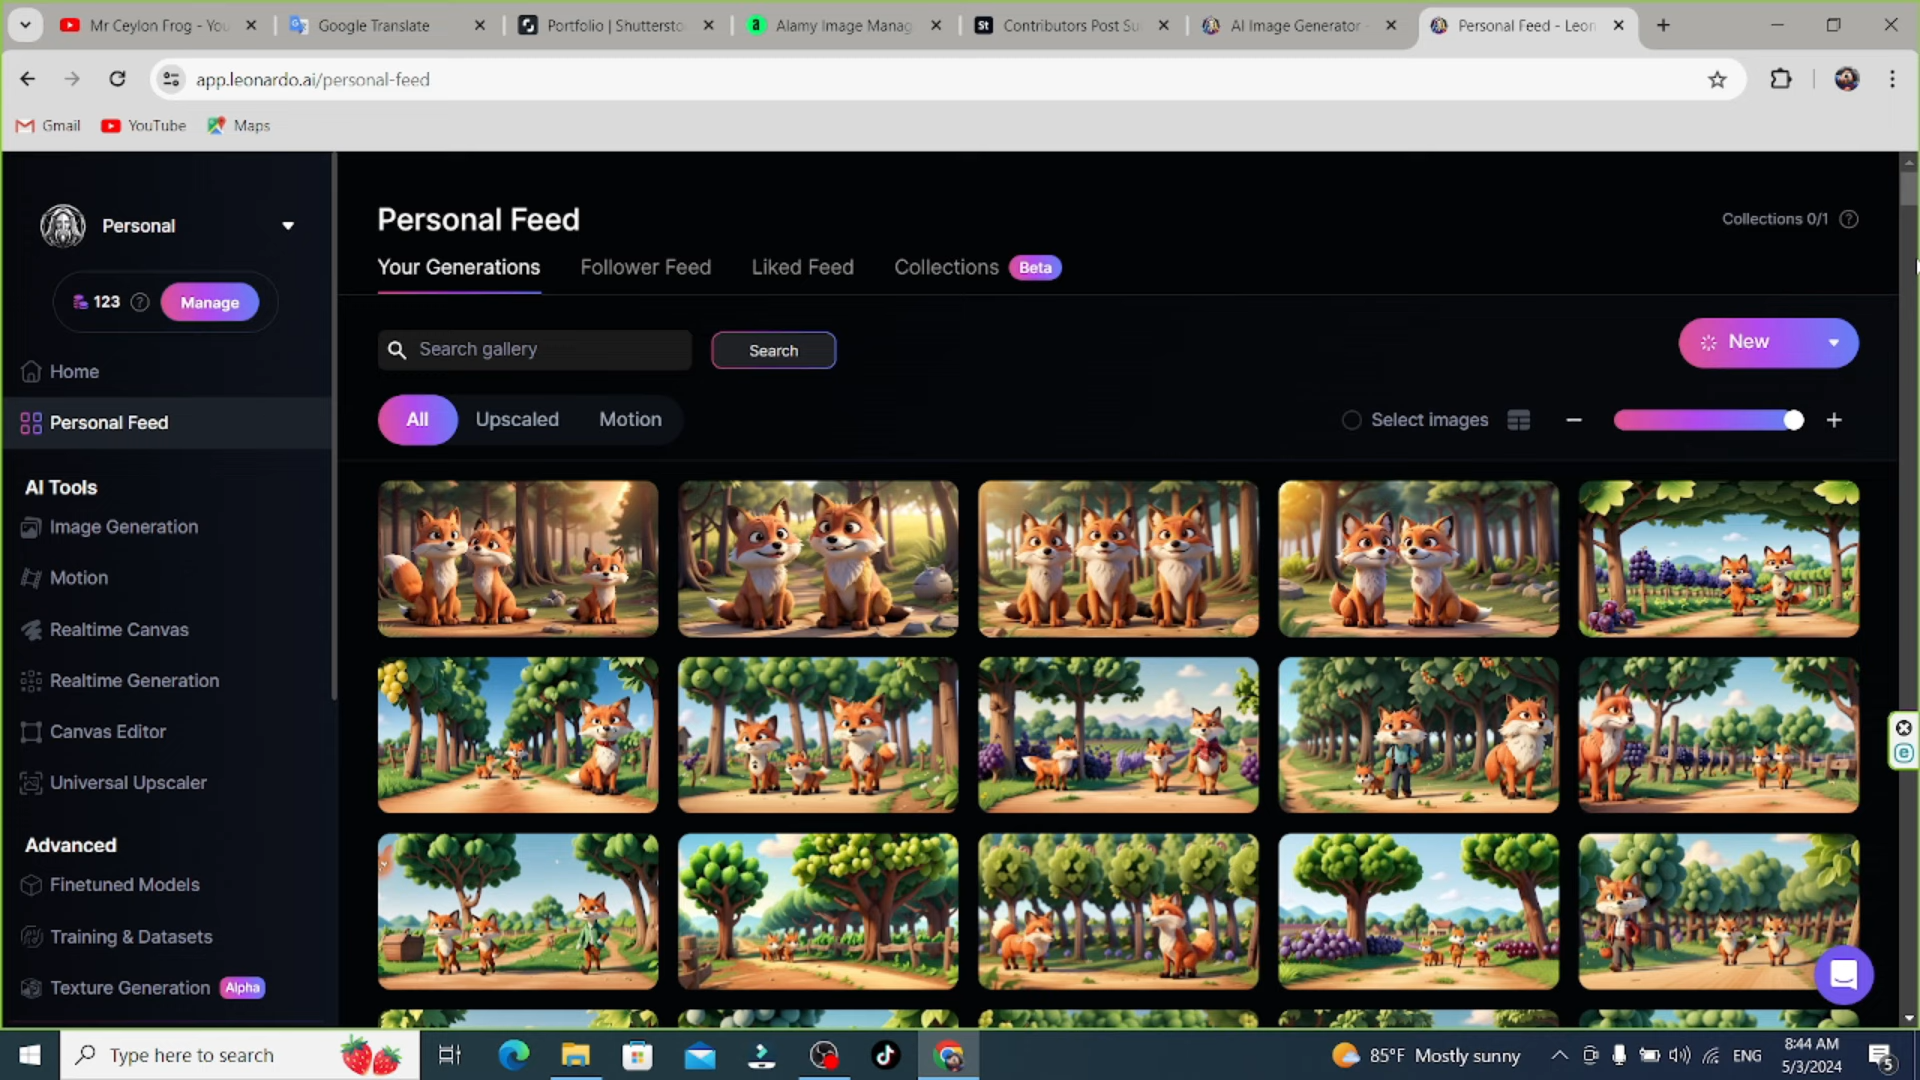 Mr Ceylon Frog - You
Google Translate
Portfolio | Shuttersto
Alamy Image Manag
Contributors Post Su
AI Image Generator -
Personal Feed - Leon
app.leonardo.ai/personal-feed
Gmail
YouTube
Maps
Personal
123
Manage
Home
Personal Feed
AI Tools
Image Generation
Motion
Realtime Canvas
Realtime Generation
Canvas Editor
Universal Upscaler
Advanced
Finetuned Models
Training & Datasets
Texture Generation Alpha
Personal Feed
Collections 0/1
Your Generations
Follower Feed
Liked Feed
Collections Beta
Search gallery
Search
New
All
Upscaled
Motion
Select images
Type here to search
85°F Mostly sunny
ENG
8:44 AM
5/3/2024
5